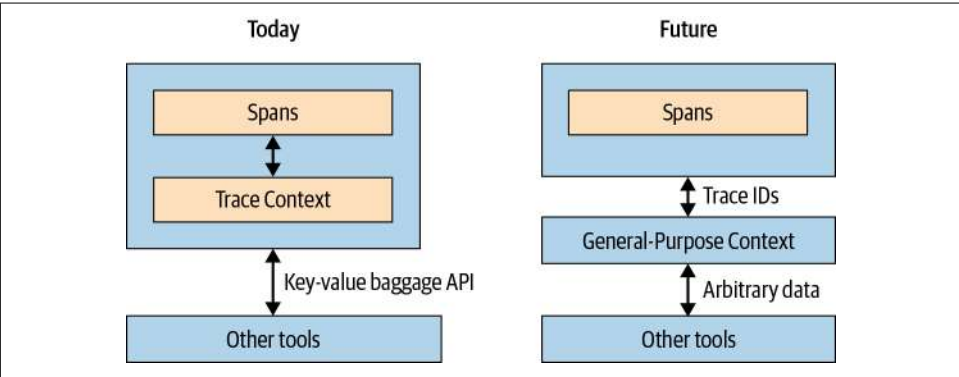 Today
Spans
Trace Context
Key-value baggage API
Other tools
Future
Spans
Trace IDs
General-Purpose Context
Arbitrary data
Other tools